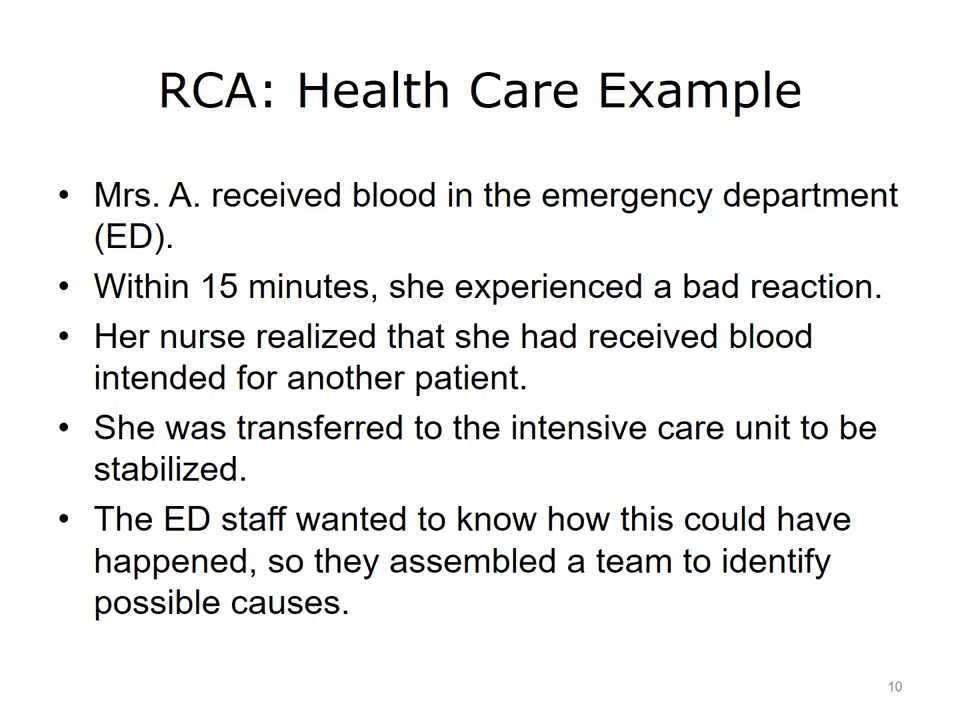 RCA: Health Care Example
• Mrs. A. received blood in the emergency department
(ED).
• Within 15 minutes, she experienced a bad reaction.
• Her nurse realized that she had received blood
intended for another patient.
• She was transferred to the intensive care unit to be
stabilized.
• The ED staff wanted to know how this could have
happened, so they assembled a team to identify
possible causes.
10